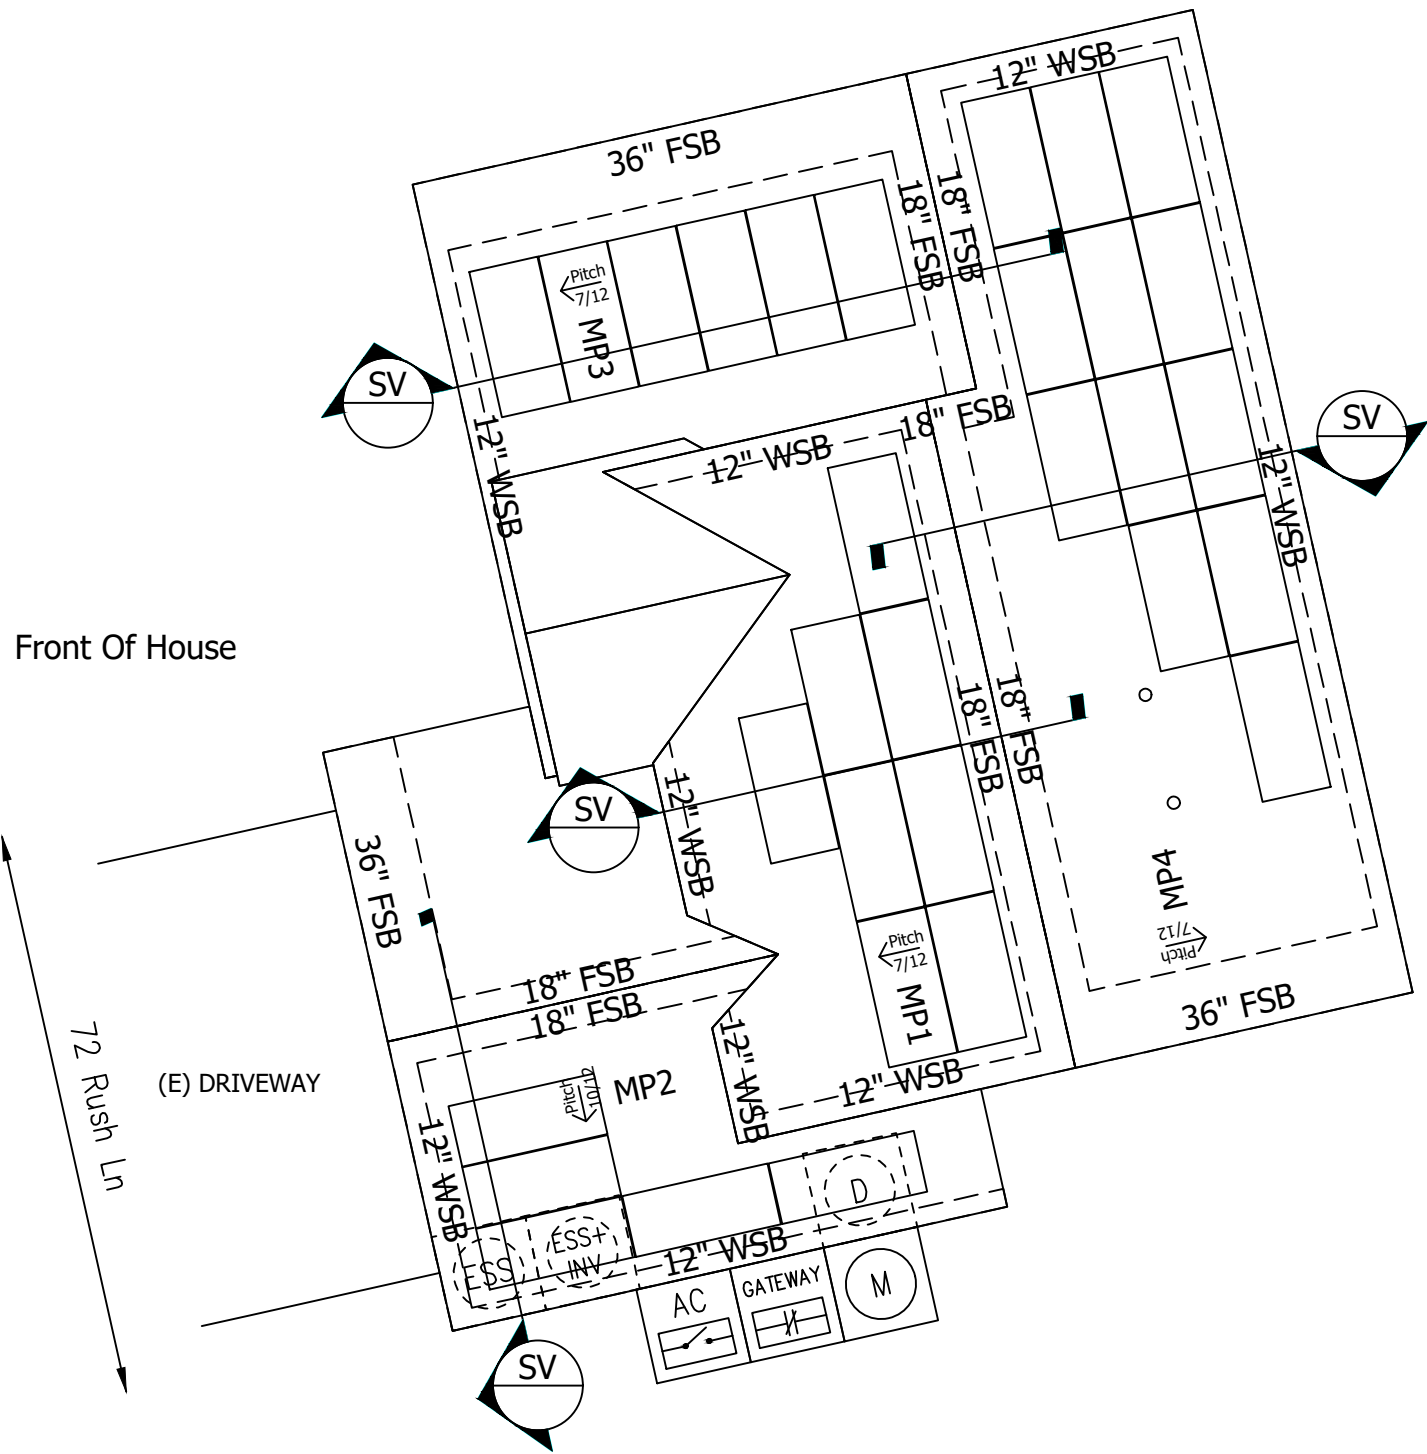 12" WSB
36" FSB
18" FSB
18" FSB
Pitch
7/12
MP3
SV
18" FSB
SV
12" WSB
12" WSB
12" WSB
Front Of House
18" FSB
18" FSB
SV
12" WSB
36" FSB
MP4
Pitch
7/12
Pitch
7/12
MP1
36" FSB
18" FSB
18" FSB
72 Rush Ln
(E) DRIVEWAY
Pitch
10/12
MP2
12" WSB
12" WSB
12" WSB
D
ESS
ESS+
INV
12" WSB
AC
GATEWAY
M
SV